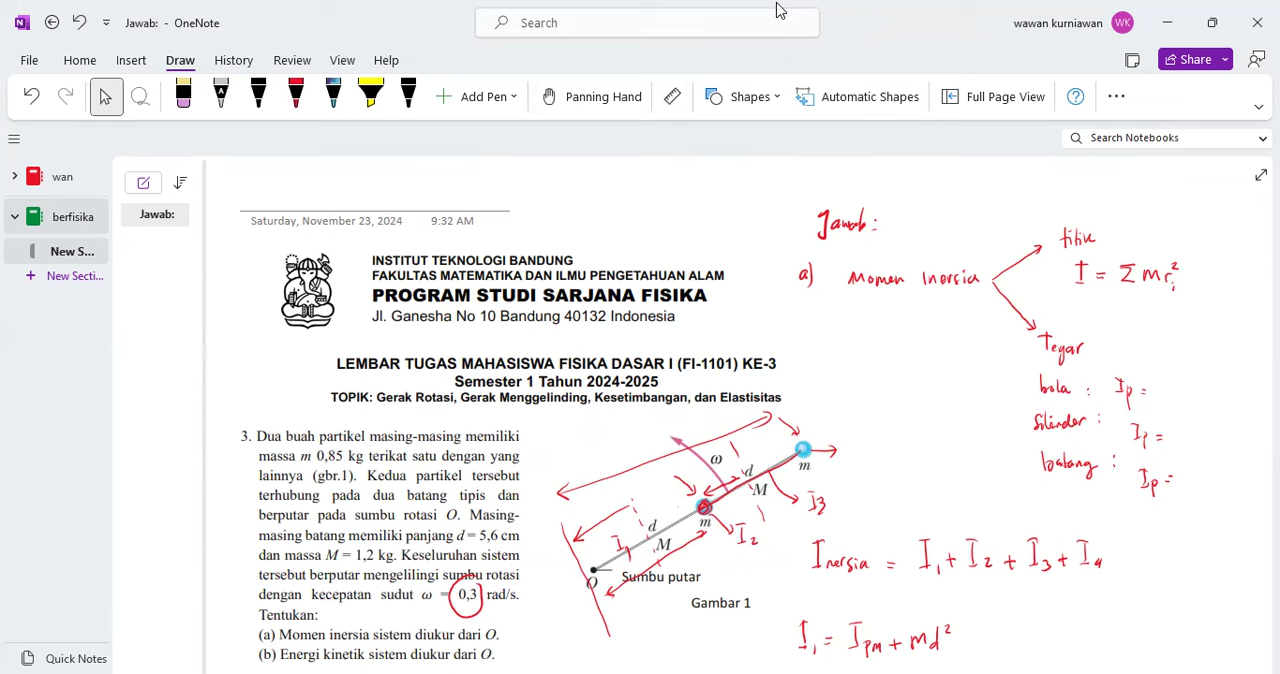 Jawab: - OneNote
Search
wawan kurniawan
WK
File
Home
Insert
Draw
History
Review
View
Help
Share
Add Pen
Panning Hand
Shapes
Automatic Shapes
Full Page View
Search Notebooks
wan
berfisika
New S...
New Secti...
Quick Notes
Jawab:
Saturday, November 23, 2024
9:32 AM
INSTITUT TEKNOLOGI BANDUNG
FAKULTAS MATEMATIKA DAN ILMU PENGETAHUAN ALAM
PROGRAM STUDI SARJANA FISIKA
Jl. Ganesha No 10 Bandung 40132 Indonesia
LEMBAR TUGAS MAHASISWA FISIKA DASAR I (FI-1101) KE-3
Semester 1 Tahun 2024-2025
TOPIK: Gerak Rotasi, Gerak Menggelinding, Kesetimbangan, dan Elastisitas
3. Dua buah partikel masing-masing memiliki
massa m 0,85 kg terikat satu dengan yang
lainnya (gbr.1). Kedua partikel tersebut
terhubung pada dua batang tipis dan
berputar pada sumbu rotasi O. Masing-
masing batang memiliki panjang d = 5,6 cm
dan massa M = 1,2 kg. Keseluruhan sistem
tersebut berputar mengelilingi sumbu rotasi
dengan kecepatan sudut ω = 0,3 rad/s.
Tentukan:
(a) Momen inersia sistem diukur dari O.
(b) Energi kinetik sistem diukur dari O.
ω
m
d
M
I₃
m
I₂
d
I₁
M
O
Sumbu putar
Gambar 1
Jawab:
a) Momen Inersia
titik
I = Σ mrᵢ²
Tegar
bola : Ip =
Silinder : Ip =
batang : Ip =
Inersia = I₁ + I₂ + I₃ + I₄
I₁ = Ipm + md²